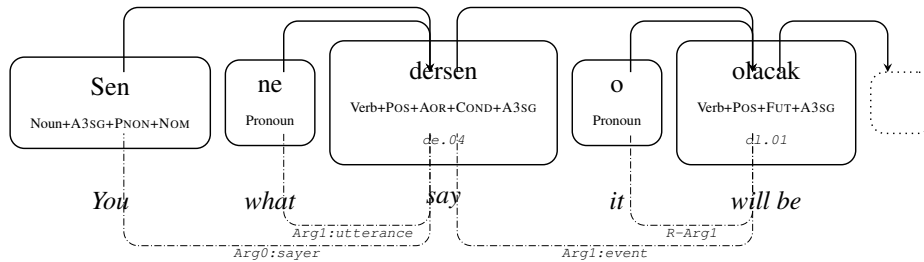 Sen ne dersen o olacak
Noun+A3SG+PNON+NOM Pronoun Verb+POS+AOR+COND+A3SG Pronoun Verb+POS+FUT+A3SG
de.04 ol.01
You what say it will be
Arg1:utterance R-Arg1
Arg0:sayer Arg1:event